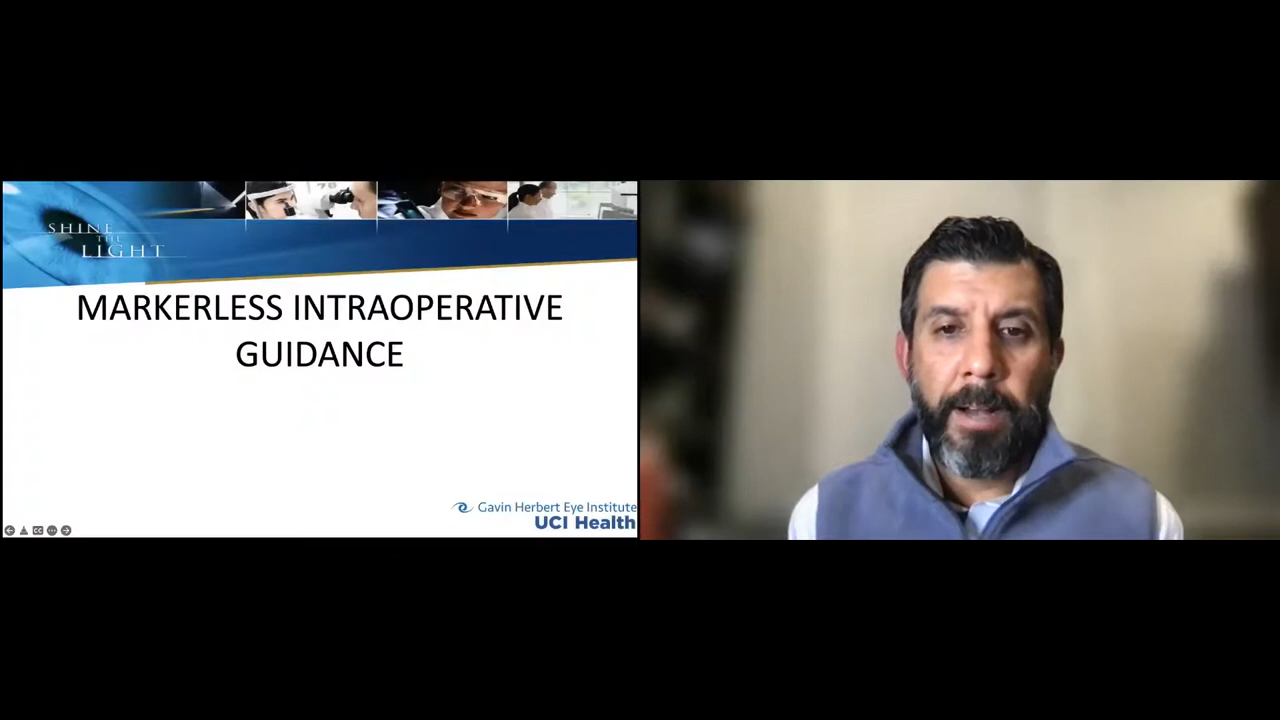 SHINE
THE
LIGHT
MARKERLESS INTRAOPERATIVE
GUIDANCE
Gavin Herbert Eye Institute
UCI Health